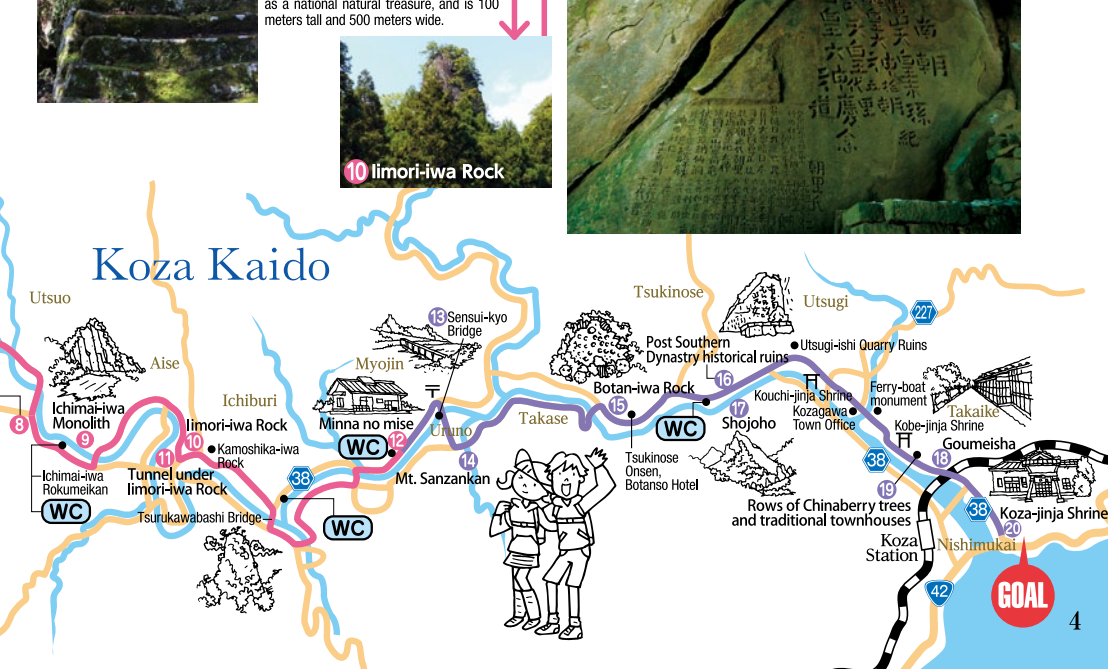 as a national natural treasure, and is 100
meters tall and 500 meters wide.
10 Iimori-iwa Rock
Koza Kaido
Utsuo
Aise
Ichiburi
Myojin
Uruno
Takase
Tsukinose
Utsugi
Takaike
Nishimukai
8
Ichimai-iwa
Monolith
9
Ichimai-iwa
Rokumeikan
WC
Iimori-iwa Rock
10
Kamoshika-iwa
Rock
11
Tunnel under
Iimori-iwa Rock
Tsurukawabashi Bridge
38
WC
Minna no mise
WC
12
13 Sensui-kyo
Bridge
14
Mt. Sanzankan
Botan-iwa Rock
15
Tsukinose
Onsen,
Botanso Hotel
Post Southern
Dynastry historical ruins
16
WC
17
Shojoho
Utsugi-ishi Quarry Ruins
227
Kouchi-jinja Shrine
Kozagawa
Town Office
Ferry-boat
monument
Kobe-jinja Shrine
38
Goumeisha
18
19
Rows of Chinaberry trees
and traditional townhouses
Koza
Station
38
Koza-jinja Shrine
20
42
GOAL
4